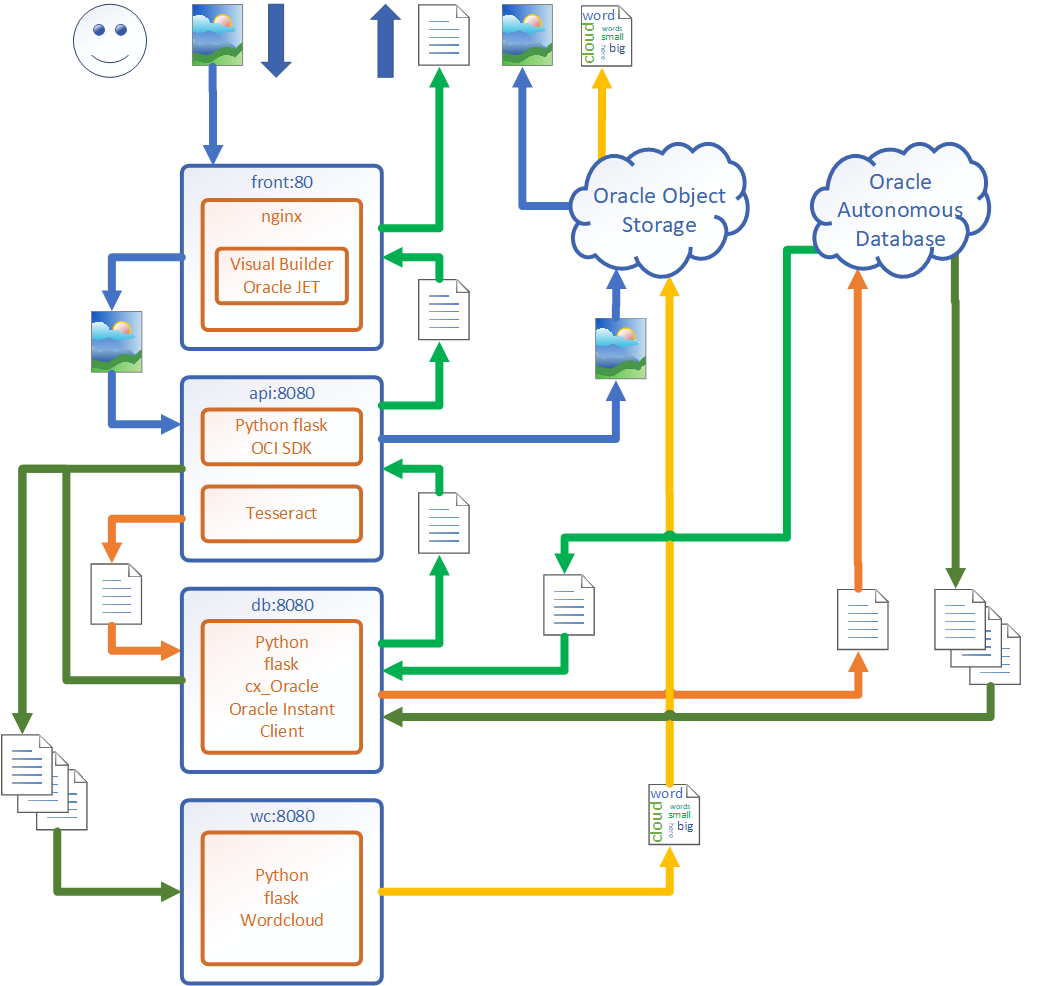 word
cloud
words
small
here
big
front:80
nginx
Visual Builder
Oracle JET
Oracle Object
Storage
Oracle
Autonomous
Database
api:8080
Python flask
OCI SDK
Tesseract
db:8080
Python
flask
cx_Oracle
Oracle Instant
Client
word
cloud
words
small
here
big
wc:8080
Python
flask
Wordcloud